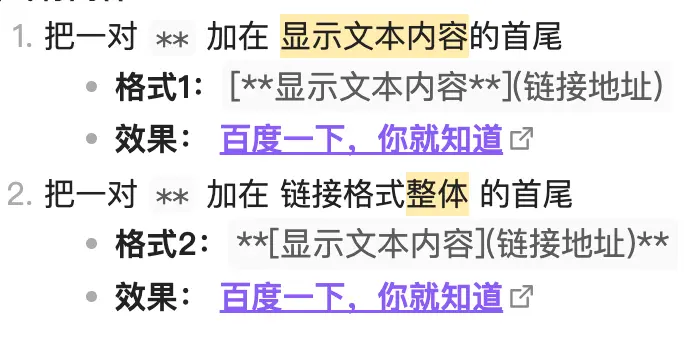 1. 把一对 ** 加在 显示文本内容的首尾
格式1： [**显示文本内容**](链接地址)
效果： 百度一下，你就知道
2. 把一对 ** 加在 链接格式整体 的首尾
格式2： **[显示文本内容](链接地址)**
效果： 百度一下，你就知道